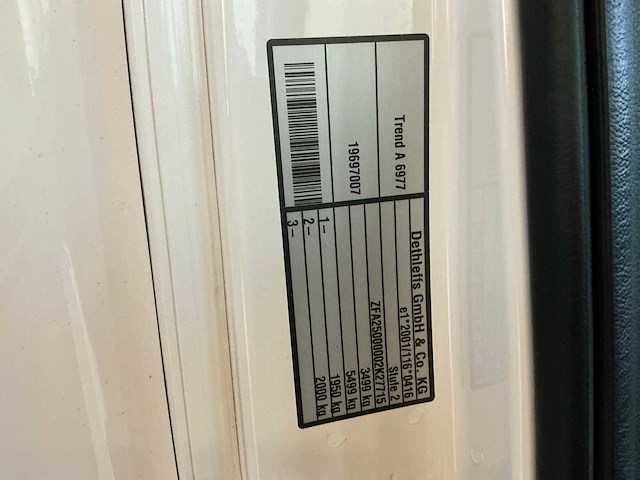 Dethleffs GmbH & Co. KG
e1*2001/116*0416
Stufe 2
ZFA25000002K27715
3499 kg
5499 kg
1- 1950 kg
2- 2000 kg
3-
Trend A 6977
19697007